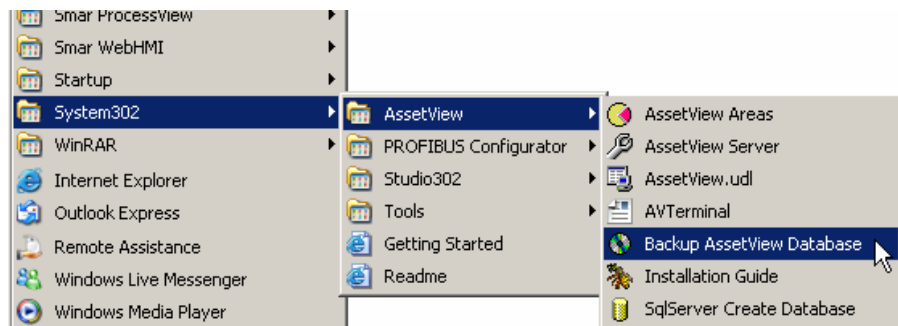 Smar ProcessView
Smar WebHMI
Startup
System302
WinRAR
Internet Explorer
Outlook Express
Remote Assistance
Windows Live Messenger
Windows Media Player
AssetView
PROFIBUS Configurator
Studio302
Tools
Getting Started
Readme
AssetView Areas
AssetView Server
AssetView.udl
AVTerminal
Backup AssetView Database
Installation Guide
SqlServer Create Database